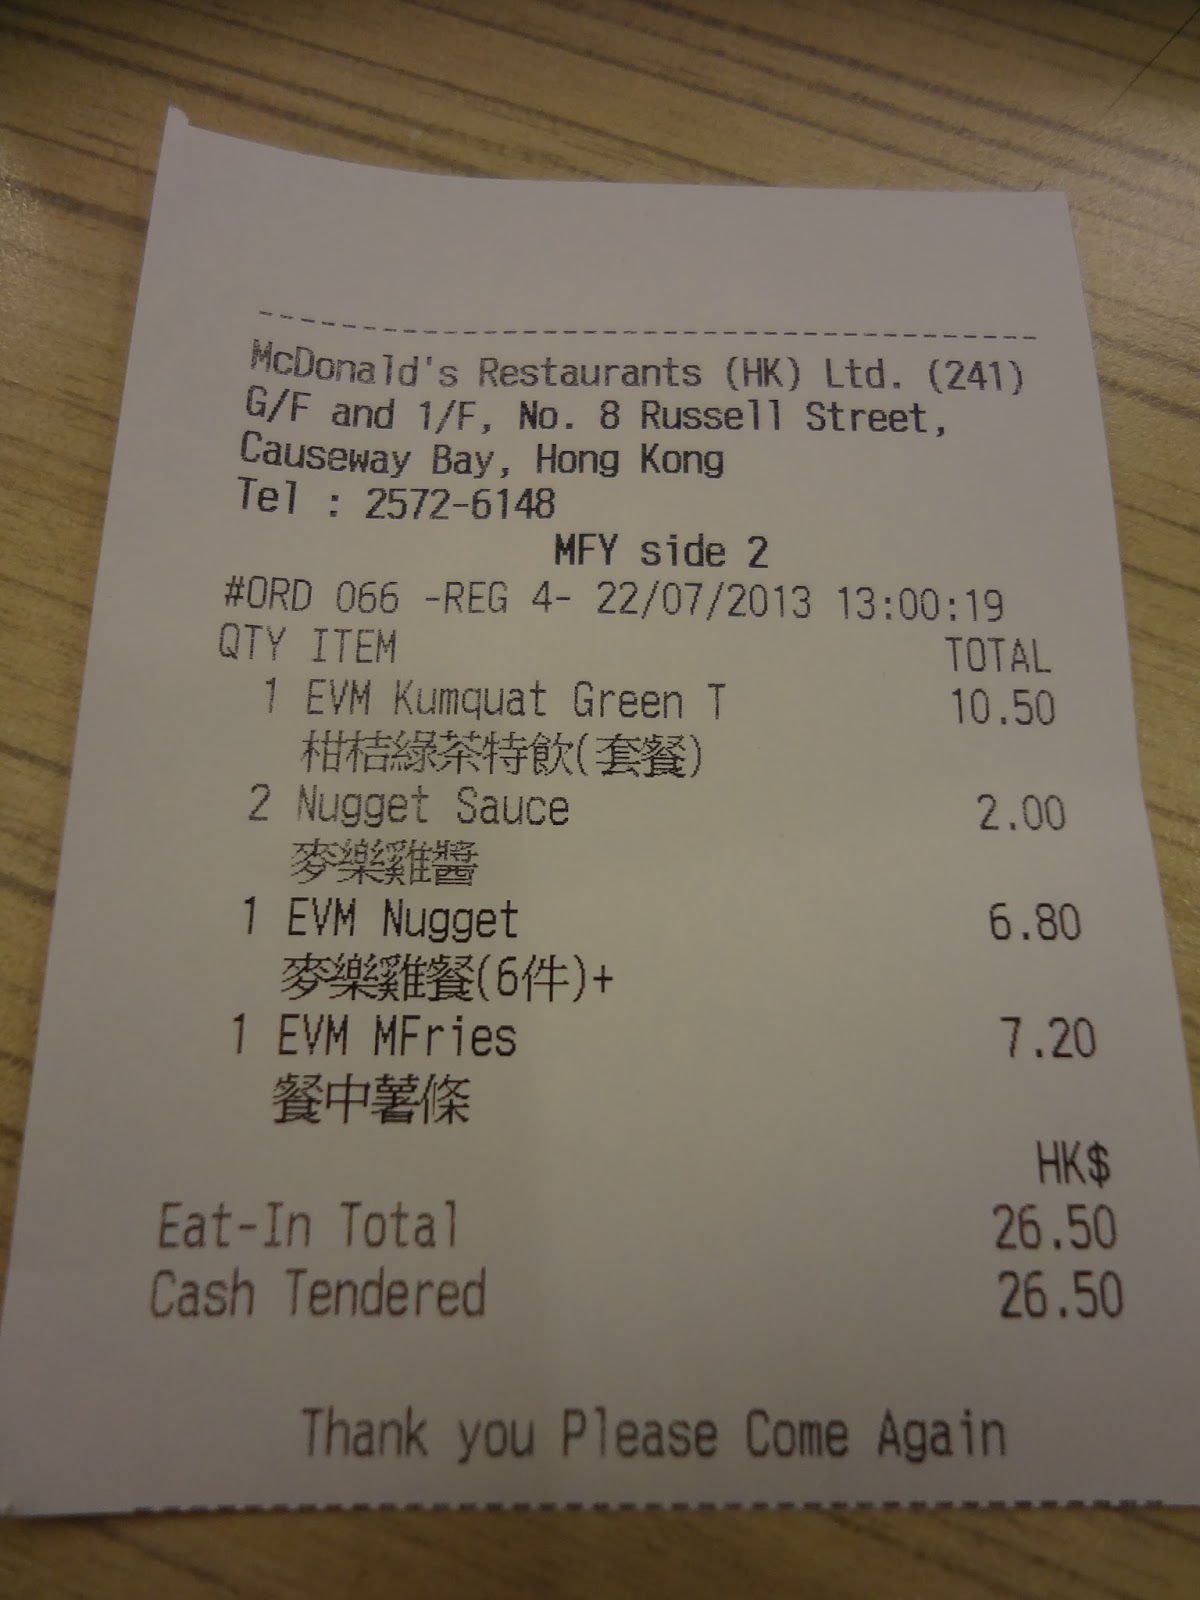 McDonald's Restaurants (HK) Ltd. (241)
G/F and 1/F, No. 8 Russell Street,
Causeway Bay, Hong Kong
Tel : 2572-6148
MFY side 2
#ORD 066 -REG 4- 22/07/2013 13:00:19
QTY ITEM TOTAL
1 EVM Kumquat Green T 10.50
柑桔綠茶特飲(套餐)
2 Nugget Sauce 2.00
麥樂雞醬
1 EVM Nugget 6.80
麥樂雞餐(6件)+
1 EVM MFries 7.20
餐中薯條
HK$
Eat-In Total 26.50
Cash Tendered 26.50
Thank you Please Come Again